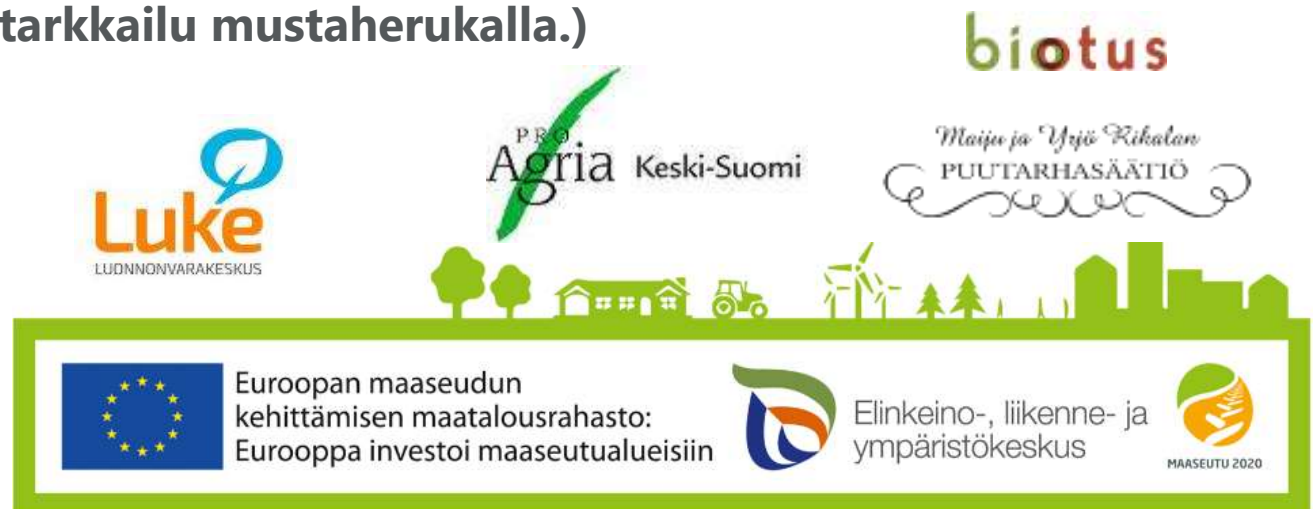 tarkkailu mustaherukalla.)
biotus
Luke
LUONNONVARAKESKUS
PRO
Agria Keski-Suomi
Maiju ja Yrjö Rikalan
PUUTARHASÄÄTIÖ
Euroopan maaseudun
kehittämisen maatalousrahasto:
Eurooppa investoi maaseutualueisiin
Elinkeino-, liikenne- ja
ympäristökeskus
MAASEUTU 2020